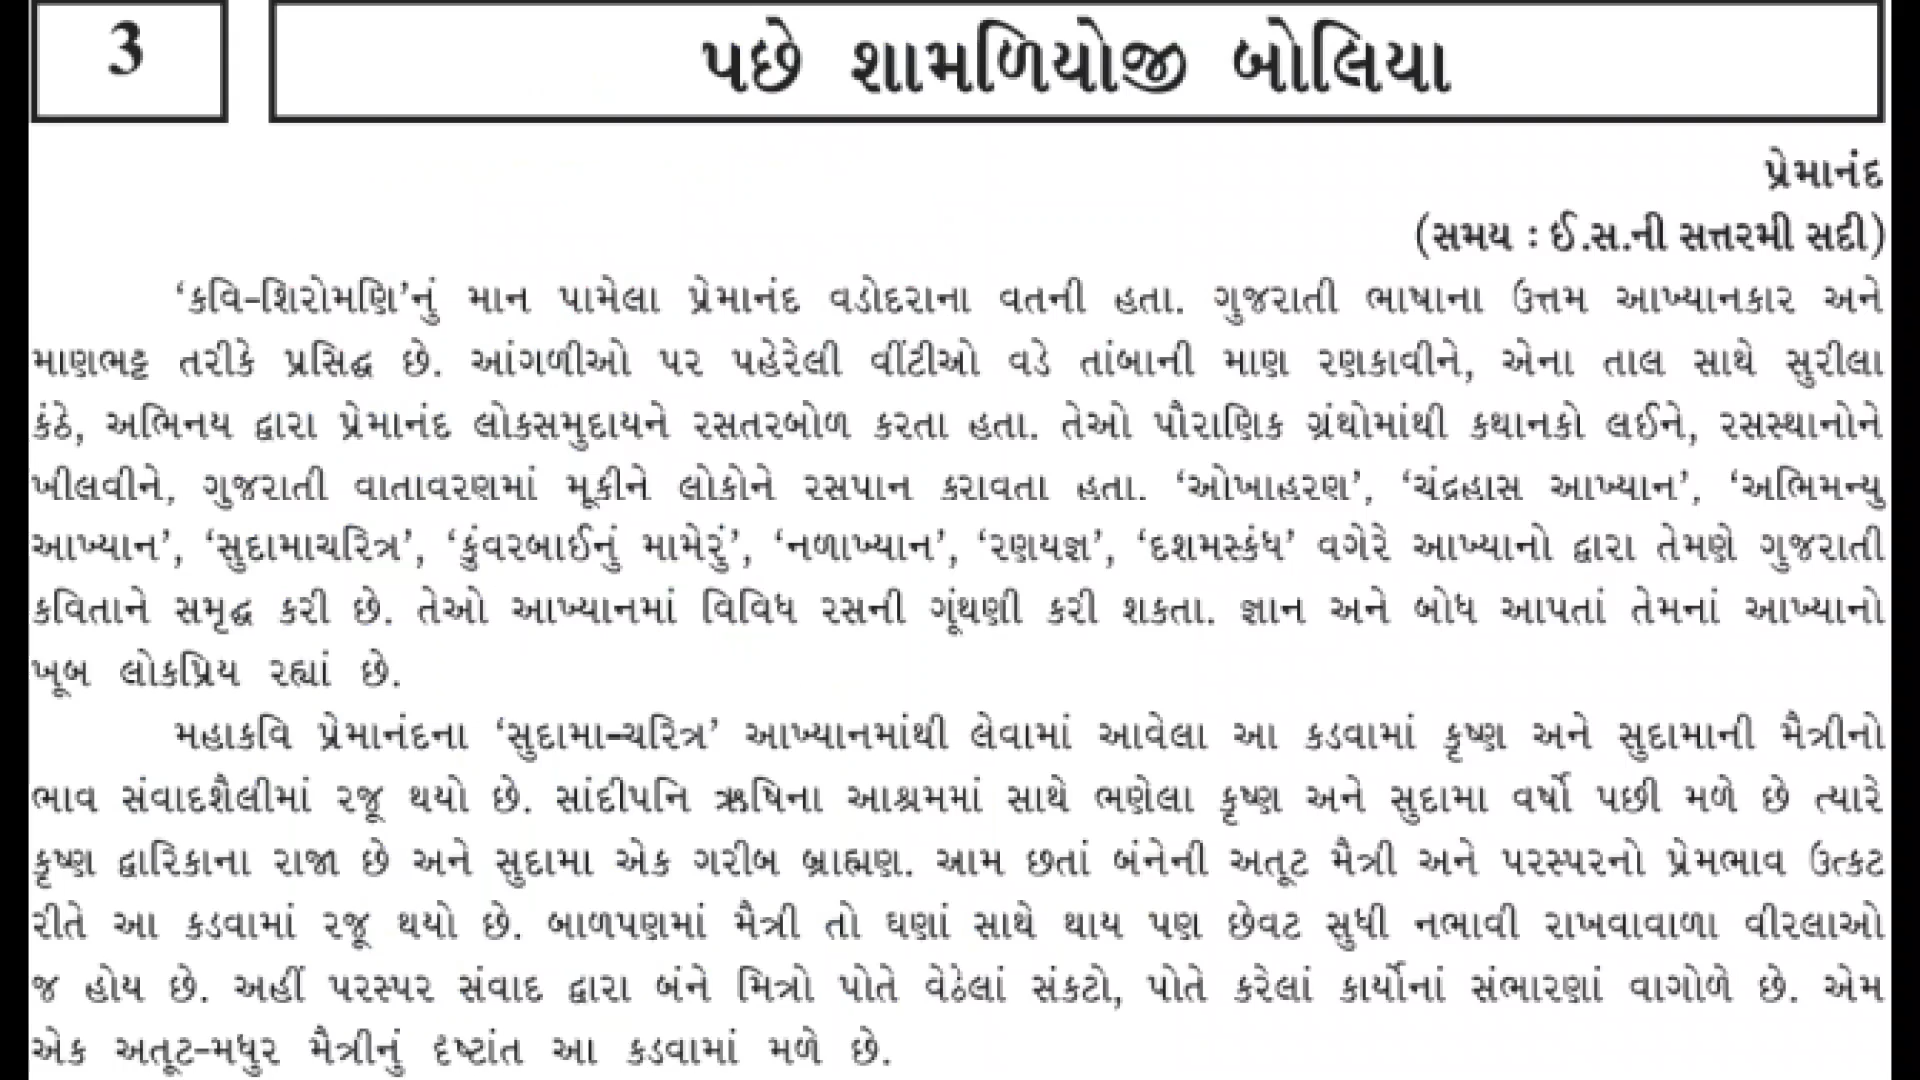 3
પછે શામળિયોજી બોલિયા
પ્રેમાનંદ
(સમય : ઈ.સ.ની સત્તરમી સદી)
‘કવિ-શિરોમણિ’નું માન પામેલા પ્રેમાનંદ વડોદરાના વતની હતા. ગુજરાતી ભાષાના ઉત્તમ આખ્યાનકાર અને
માણભટ્ટ તરીકે પ્રસિદ્ધ છે. આંગળીઓ પર પહેરેલી વીંટીઓ વડે તાંબાની માણ રણકાવીને, એના તાલ સાથે સુરીલા
કંઠે, અભિનય દ્વારા પ્રેમાનંદ લોકસમુદાયને રસતરબોળ કરતા હતા. તેઓ પૌરાણિક ગ્રંથોમાંથી કથાનકો લઈને, રસસ્થાનોને
ખીલવીને, ગુજરાતી વાતાવરણમાં મૂકીને લોકોને રસપાન કરાવતા હતા. ‘ઓખાહરણ’, ‘ચંદ્રહાસ આખ્યાન’, ‘અભિમન્યુ
આખ્યાન’, ‘સુદામાચરિત્ર’, ‘કુંવરબાઈનું મામેરું’, ‘નળાખ્યાન’, ‘રણયજ્ઞ’, ‘દશમસ્કંધ’ વગેરે આખ્યાનો દ્વારા તેમણે ગુજરાતી
કવિતાને સમૃદ્ધ કરી છે. તેઓ આખ્યાનમાં વિવિધ રસની ગૂંથણી કરી શકતા. જ્ઞાન અને બોધ આપતાં તેમનાં આખ્યાનો
ખૂબ લોકપ્રિય રહ્યાં છે.
મહાકવિ પ્રેમાનંદના ‘સુદામા-ચરિત્ર’ આખ્યાનમાંથી લેવામાં આવેલા આ કડવામાં કૃષ્ણ અને સુદામાની મૈત્રીનો
ભાવ સંવાદશૈલીમાં રજૂ થયો છે. સાંદીપનિ ઋષિના આશ્રમમાં સાથે ભણેલા કૃષ્ણ અને સુદામા વર્ષો પછી મળે છે ત્યારે
કૃષ્ણ દ્વારિકાના રાજા છે અને સુદામા એક ગરીબ બ્રાહ્મણ. આમ છતાં બંનેની અતૂટ મૈત્રી અને પરસ્પરનો પ્રેમભાવ ઉત્કટ
રીતે આ કડવામાં રજૂ થયો છે. બાળપણમાં મૈત્રી તો ઘણાં સાથે થાય પણ છેવટ સુધી નભાવી રાખવાવાળા વીરલાઓ
જ હોય છે. અહીં પરસ્પર સંવાદ દ્વારા બંને મિત્રો પોતે વેઠેલાં સંકટો, પોતે કરેલાં કાર્યોનાં સંભારણાં વાગોળે છે. એમ
એક અતૂટ-મધુર મૈત્રીનું દૃષ્ટાંત આ કડવામાં મળે છે.